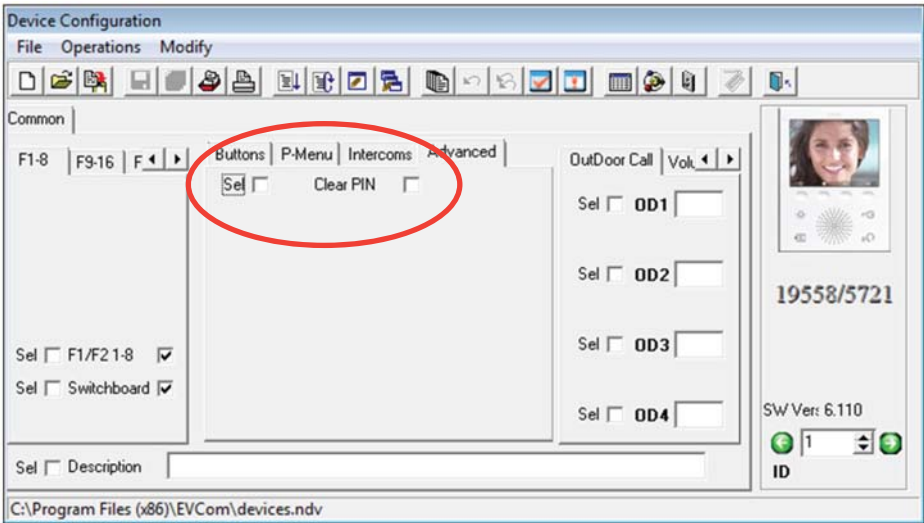 Device Configuration
File Operations Modify
Common
F1-8 F9-16 F
Buttons P-Menu Intercoms Advanced
Sel Clear PIN
OutDoor Call Volu
Sel OD1
Sel OD2
Sel OD3
Sel OD4
Sel F1/F2 1-8
Sel Switchboard
Sel Description
19558/5721
SW Ver: 6.110
1
ID
C:\Program Files (x86)\EVCom\devices.ndv